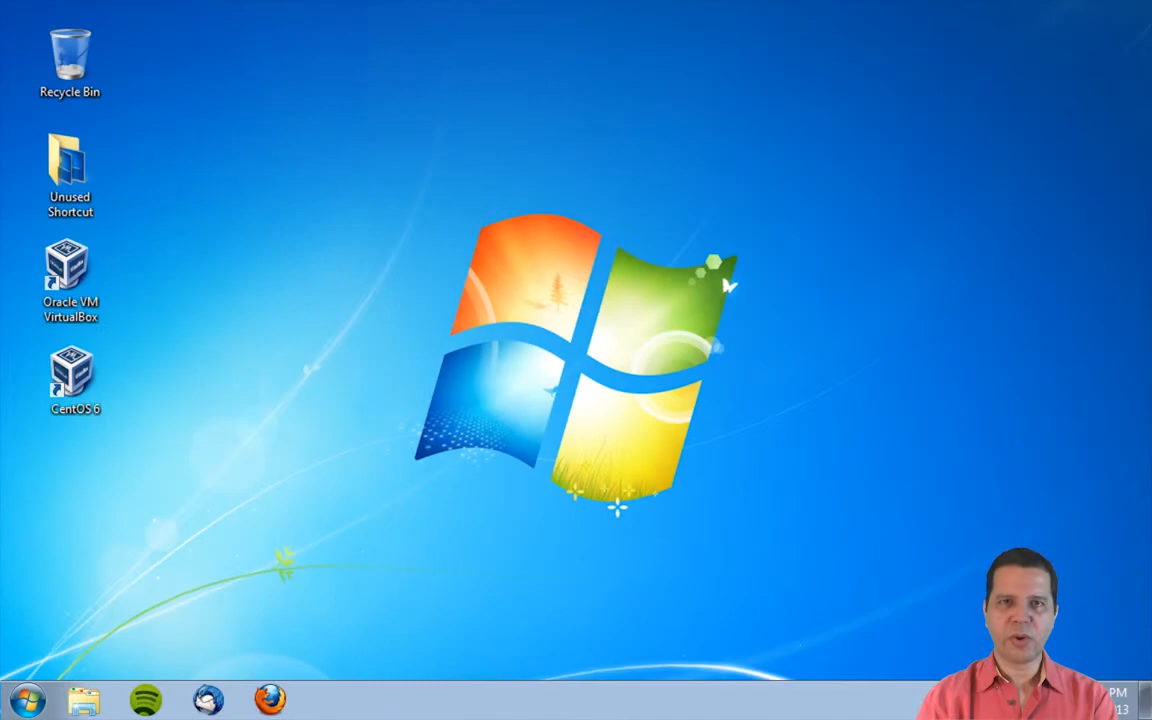 Recycle Bin
Unused
Shortcut
Oracle VM
VirtualBox
CentOS 6
PM
13